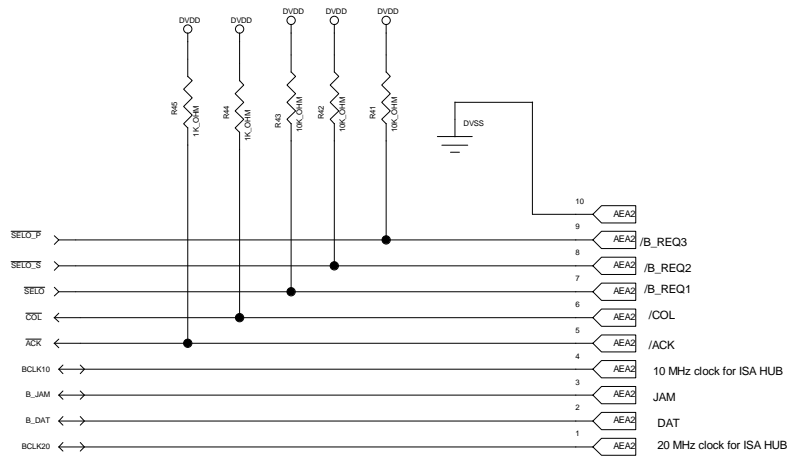 DVDD DVDD DVDD DVDD DVDD
R45 1K_OHM
R44 1K_OHM
R43 10K_OHM
R42 10K_OHM
R41 10K_OHM
DVSS
10 AEA2
SELO_P 9 AEA2 /B_REQ3
SELO_S 8 AEA2 /B_REQ2
SELO 7 AEA2 /B_REQ1
COL 6 AEA2 /COL
ACK 5 AEA2 /ACK
BCLK10 4 AEA2 10 MHz clock for ISA HUB
B_JAM 3 AEA2 JAM
B_DAT 2 AEA2 DAT
BCLK20 1 AEA2 20 MHz clock for ISA HUB